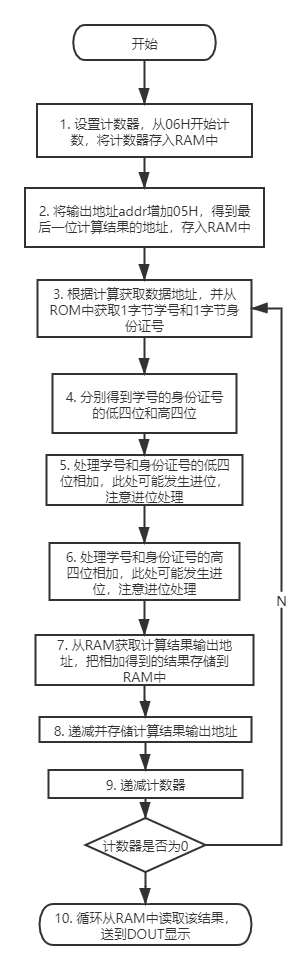 开始
1. 设置计数器，从06H开始计
数，将计数器存入RAM中
2. 将输出地址addr增加05H，得到最
后一位计算结果的地址，存入RAM中
3. 根据计算获取数据地址，并从
ROM中获取1字节学号和1字节身
份证号
4. 分别得到学号的身份证号
的低四位和高四位
5. 处理学号和身份证号的低四
位相加，此处可能发生进位，
注意进位处理
6. 处理学号和身份证号的高
四位相加，此处可能发生进
位，注意进位处理
7. 从RAM获取计算结果输出地
址，把相加得到的结果存储到
RAM中
8. 递减并存储计算结果输出地址
9. 递减计数器
计数器是否为0
N
10. 循环从RAM中读取该结果，
送到DOUT显示